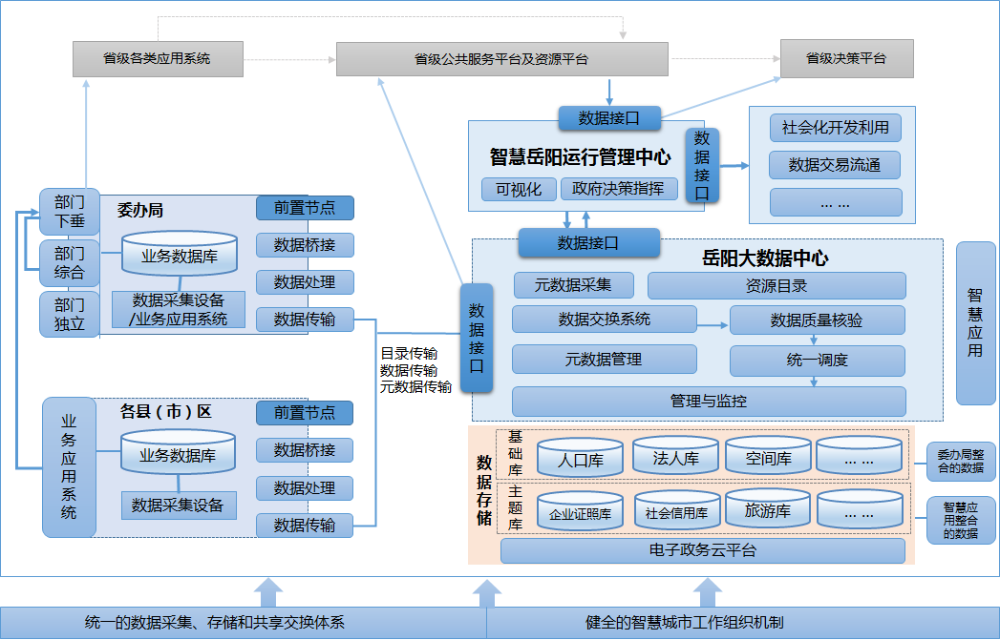 省级各类应用系统
省级公共服务平台及资源平台
省级决策平台
数据接口
智慧岳阳运行管理中心
可视化
政府决策指挥
数据接口
社会化开发利用
数据交易流通
... ...
部门下垂
部门综合
部门独立
委办局
业务数据库
数据采集设备
/业务应用系统
前置节点
数据桥接
数据处理
数据传输
目录传输
数据传输
元数据传输
数据接口
数据接口
岳阳大数据中心
元数据采集
资源目录
数据交换系统
数据质量核验
元数据管理
统一调度
管理与监控
智慧应用
业务应用系统
各县（市）区
业务数据库
数据采集设备
前置节点
数据桥接
数据处理
数据传输
数据存储
基础库
人口库
法人库
空间库
... ...
主题库
企业证照库
社会信用库
旅游库
... ...
电子政务云平台
委办局整
合的数据
智慧应
用整合
的数据
统一的数据采集、存储和共享交换体系
健全的智慧城市工作组织机制